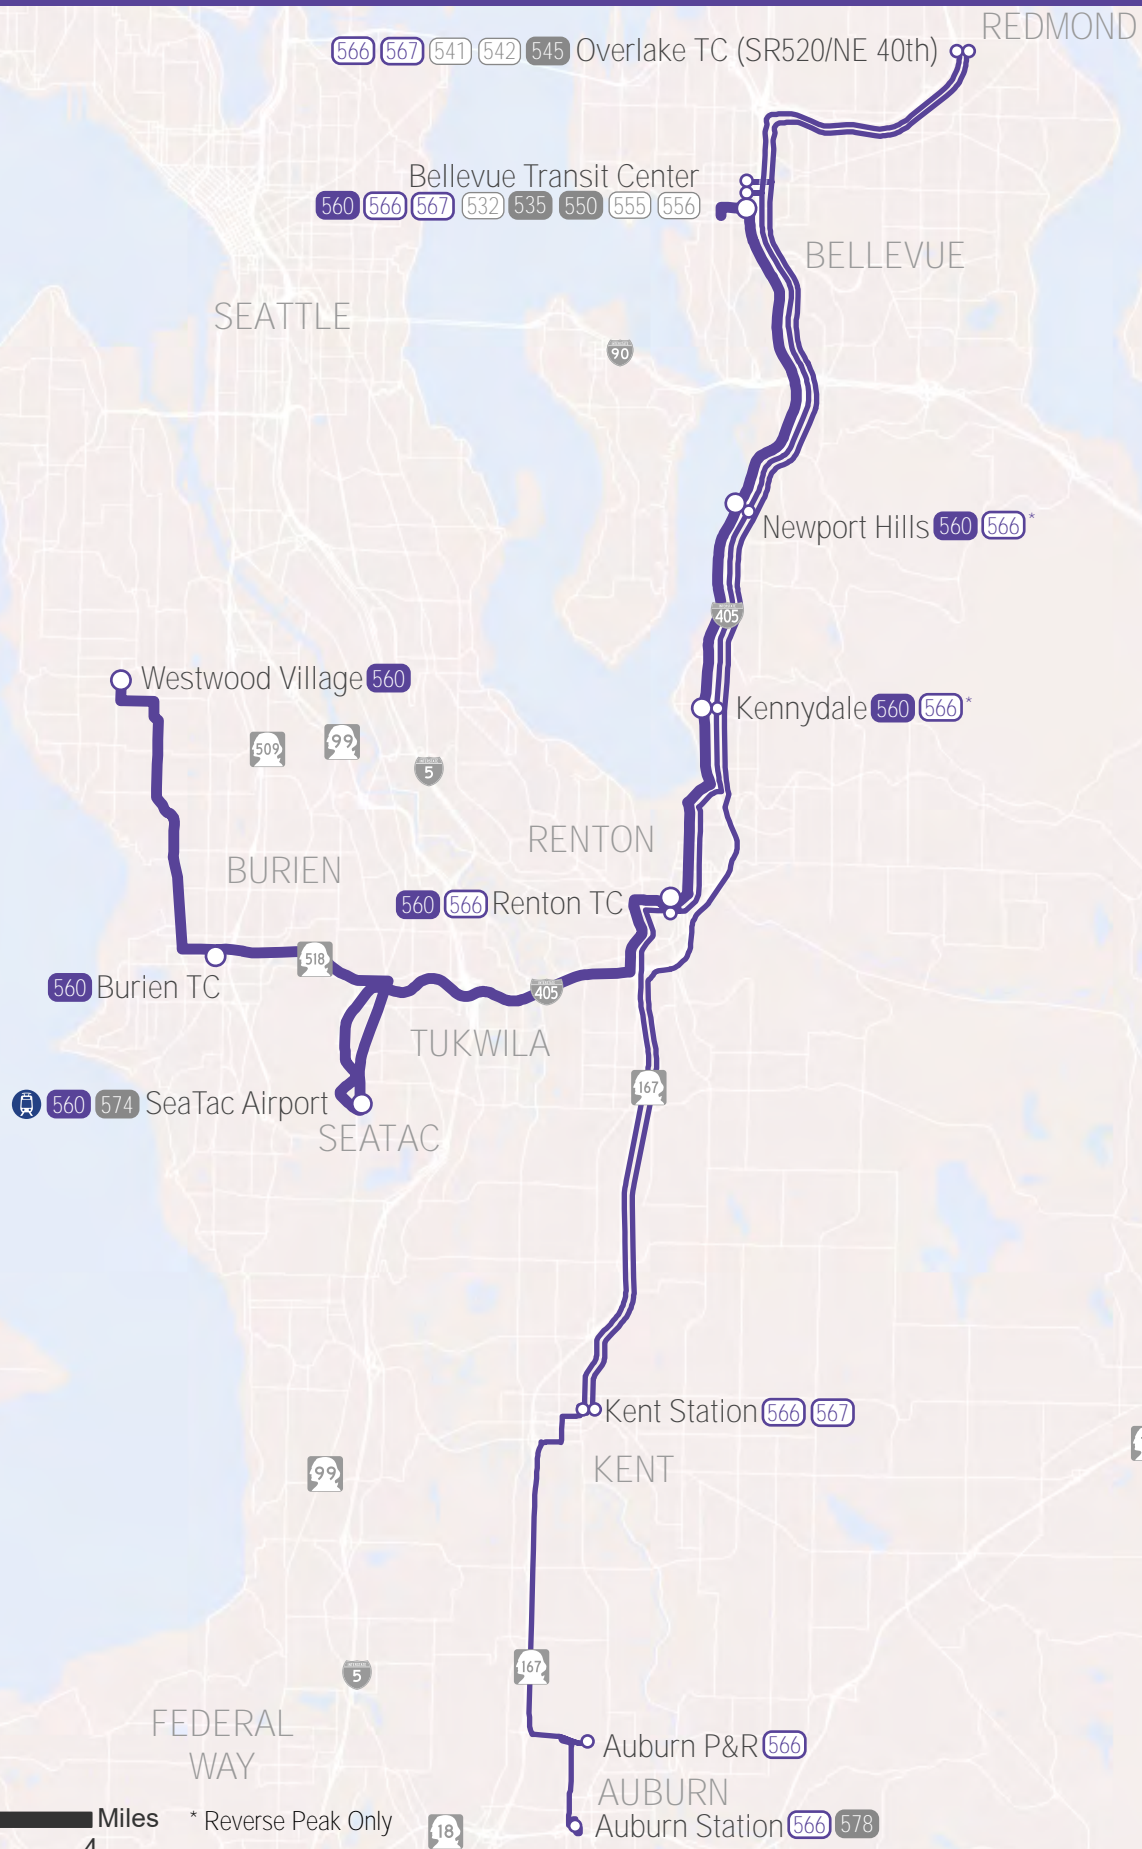 REDMOND
566 567 541 542 545 Overlake TC (SR520/NE 40th)
Bellevue Transit Center
560 566 567 532 535 550 555 556
BELLEVUE
SEATTLE
90
Newport Hills 560 566 *
405
Westwood Village 560
Kennydale 560 566 *
509
99
5
RENTON
BURIEN
560 566 Renton TC
518
560 Burien TC
405
TUKWILA
167
560 574 SeaTac Airport
SEATAC
Kent Station 566 567
KENT
99
167
5
FEDERAL
WAY
Auburn P&R 566
AUBURN
Miles
4
* Reverse Peak Only
18
Auburn Station 566 578